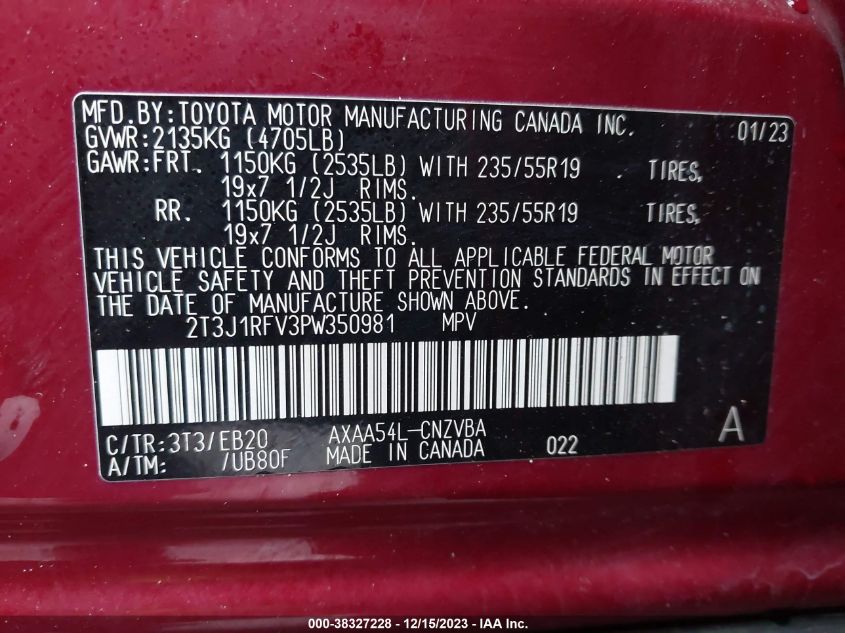 MFD.BY:TOYOTA MOTOR MANUFACTURING CANADA INC. 01/23
GVWR:2135KG (4705LB)
GAWR:FRT. 1150KG (2535LB) WITH 235/55R19 TIRES,
19x7 1/2J RIMS.
RR. 1150KG (2535LB) WITH 235/55R19 TIRES,
19x7 1/2J RIMS.
THIS VEHICLE CONFORMS TO ALL APPLICABLE FEDERAL MOTOR
VEHICLE SAFETY AND THEFT PREVENTION STANDARDS IN EFFECT ON
THE DATE OF MANUFACTURE SHOWN ABOVE.
2T3J1RFV3PW350981 MPV
C/TR:3T3/EB20 AXAA54L-CNZVBA A
A/TM: /UB80F MADE IN CANADA 022
000-38327228 - 12/15/2023 - IAA Inc.